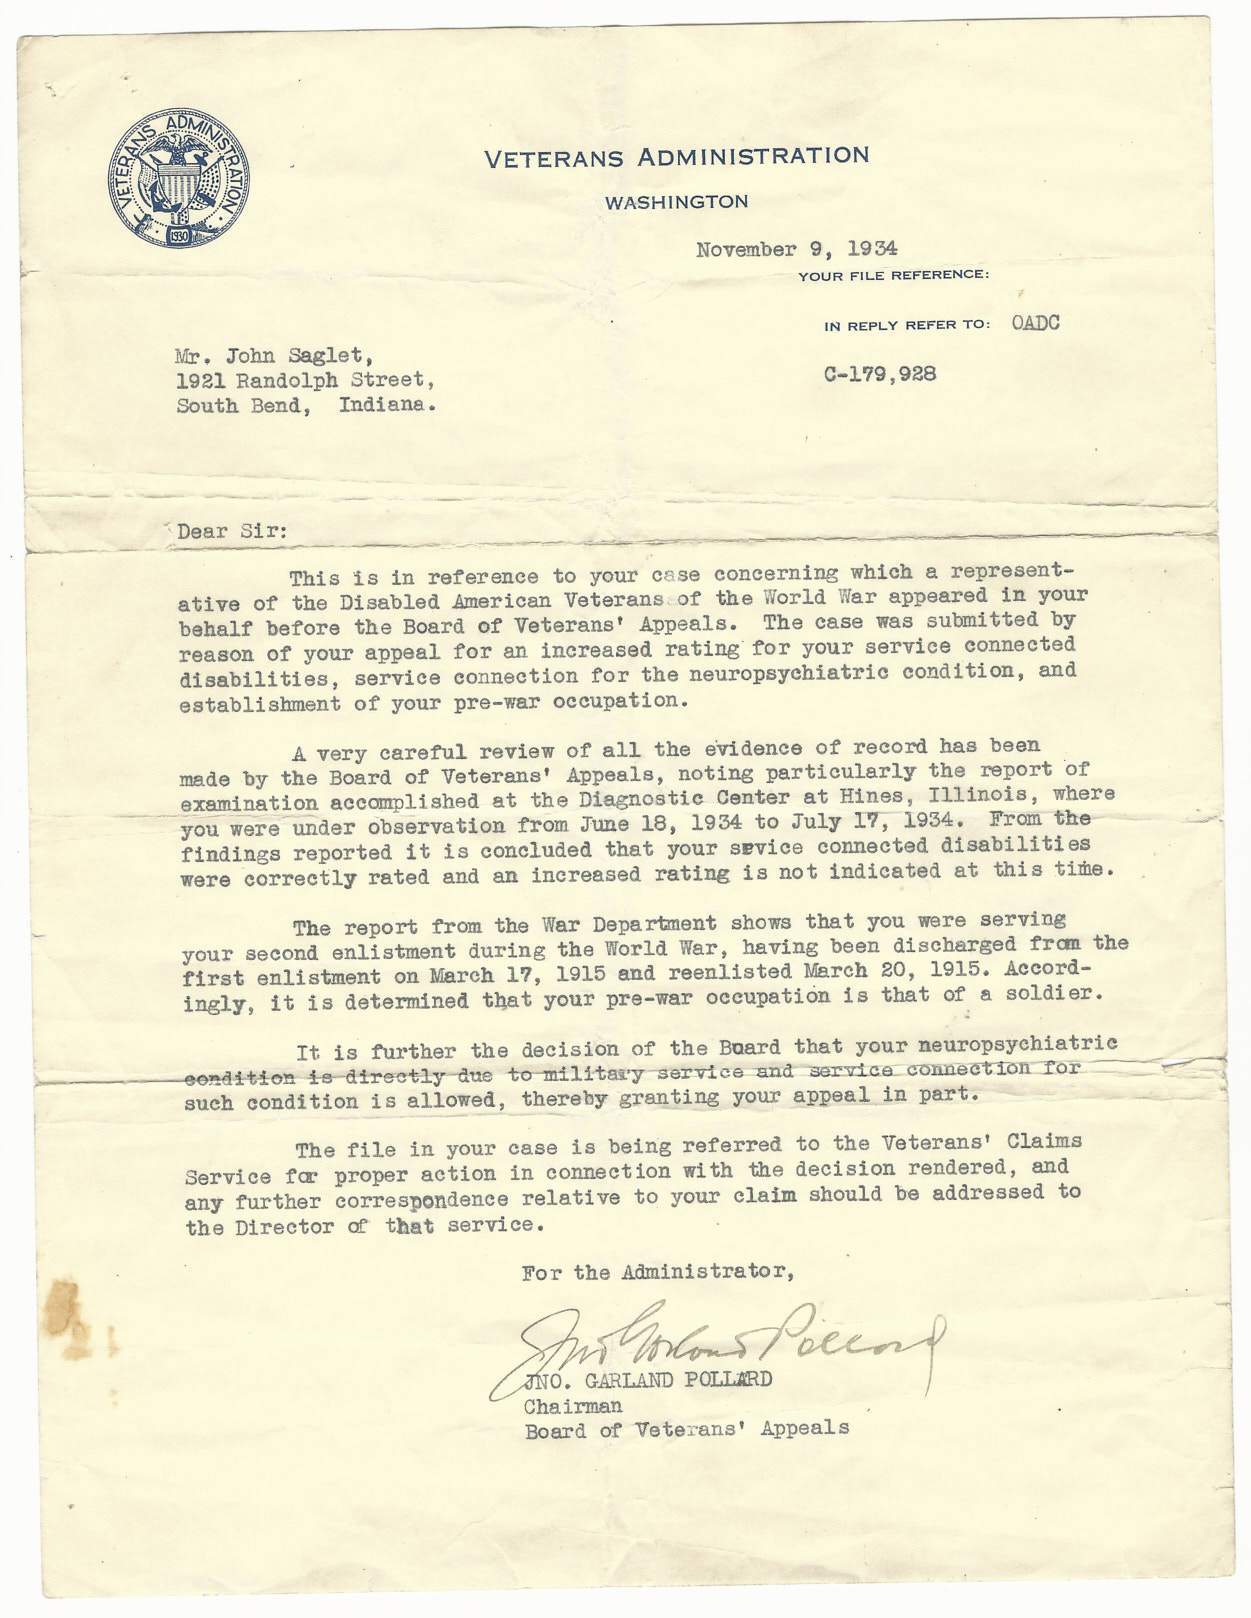 VETERANS ADMINISTRATION
1930
VETERANS ADMINISTRATION
WASHINGTON
November 9, 1934
YOUR FILE REFERENCE:
IN REPLY REFER TO: OADC
C-179,928
Mr. John Saglet,
1921 Randolph Street,
South Bend, Indiana.
Dear Sir:
This is in reference to your case concerning which a represent-
ative of the Disabled American Veterans of the World War appeared in your
behalf before the Board of Veterans' Appeals. The case was submitted by
reason of your appeal for an increased rating for your service connected
disabilities, service connection for the neuropsychiatric condition, and
establishment of your pre-war occupation.
A very careful review of all the evidence of record has been
made by the Board of Veterans' Appeals, noting particularly the report of
examination accomplished at the Diagnostic Center at Hines, Illinois, where
you were under observation from June 18, 1934 to July 17, 1934. From the
findings reported it is concluded that your srvice connected disabilities
were correctly rated and an increased rating is not indicated at this time.
The report from the War Department shows that you were serving
your second enlistment during the World War, having been discharged from the
first enlistment on March 17, 1915 and reenlisted March 20, 1915. Accord-
ingly, it is determined that your pre-war occupation is that of a soldier.
It is further the decision of the Board that your neuropsychiatric
condition is directly due to military service and service connection for
such condition is allowed, thereby granting your appeal in part.
The file in your case is being referred to the Veterans' Claims
Service for proper action in connection with the decision rendered, and
any further correspondence relative to your claim should be addressed to
the Director of that service.
For the Administrator,
Jno Garland Pollard
JNO. GARLAND POLLARD
Chairman
Board of Veterans' Appeals